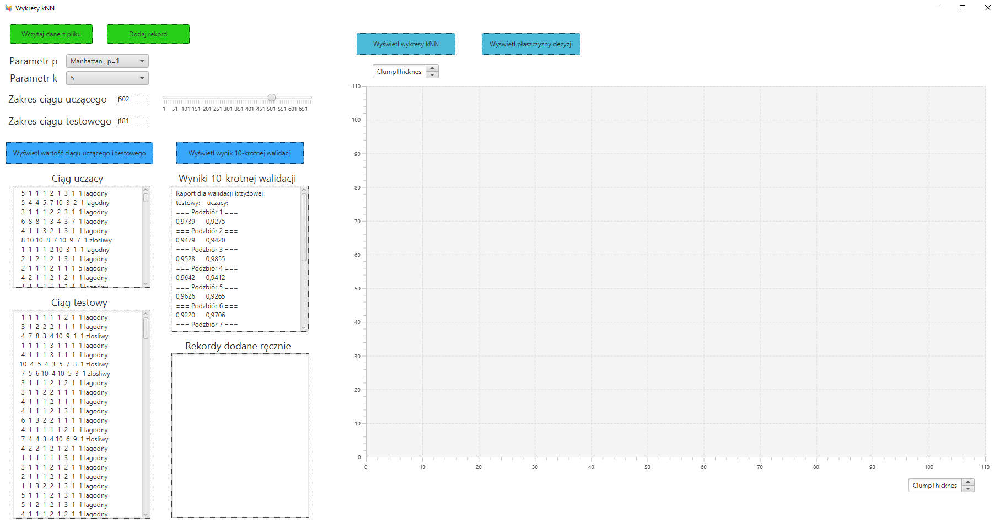 Wykresy kNN
Wczytaj dane z pliku
Dodaj rekord
Parametr p
Manhattan , p=1
Parametr k
5
Zakres ciągu uczącego
502
1 51 101 151 201 251 301 351 401 451 501 551 601 651
Zakres ciągu testowego
181
Wyświetl wartość ciągu uczącego i testowego
Wyświetl wynik 10-krotnej walidacji
Ciąg uczący
5 1 1 1 2 1 3 1 1 lagodny
5 4 4 5 7 10 3 2 1 lagodny
3 1 1 1 2 2 3 1 1 lagodny
6 8 8 1 3 4 3 7 1 lagodny
4 1 1 3 2 1 3 1 1 lagodny
8 10 10 8 7 10 9 7 1 zlosliwy
1 1 1 1 2 10 3 1 1 lagodny
2 1 2 1 2 1 3 1 1 lagodny
2 1 1 1 2 1 1 1 5 lagodny
4 2 1 1 2 1 2 1 1 lagodny
Ciąg testowy
1 1 1 1 1 1 2 1 1 lagodny
3 1 2 2 2 1 1 1 1 lagodny
4 7 8 3 4 10 9 1 1 zlosliwy
1 1 1 1 3 1 1 1 1 lagodny
4 1 1 1 3 1 1 1 1 lagodny
10 4 5 4 3 5 7 3 1 zlosliwy
7 5 6 10 4 10 5 3 1 zlosliwy
3 1 1 1 2 1 2 1 1 lagodny
3 1 1 2 2 1 1 1 1 lagodny
4 1 1 1 2 1 1 1 1 lagodny
4 1 1 1 2 1 3 1 1 lagodny
6 1 3 2 2 1 1 1 1 lagodny
4 1 1 1 1 1 2 1 1 lagodny
7 4 4 3 4 10 6 9 1 zlosliwy
4 2 2 1 2 1 2 1 1 lagodny
1 1 1 1 1 1 3 1 1 lagodny
3 1 1 1 2 1 2 1 1 lagodny
2 1 1 1 2 1 2 1 1 lagodny
1 1 3 2 2 1 3 1 1 lagodny
5 1 1 1 2 1 3 1 1 lagodny
5 1 2 1 2 1 3 1 1 lagodny
4 1 1 1 2 1 2 1 1 lagodny
Wyniki 10-krotnej walidacji
Raport dla walidacji krzyżowej:
testowy: uczący:
=== Podzbiór 1 ===
0,9739 0,9275
=== Podzbiór 2 ===
0,9479 0,9420
=== Podzbiór 3 ===
0,9528 0,9855
=== Podzbiór 4 ===
0,9642 0,9412
=== Podzbiór 5 ===
0,9626 0,9265
=== Podzbiór 6 ===
0,9220 0,9706
=== Podzbiór 7 ===
Rekordy dodane ręcznie
Wyświetl wykresy kNN
Wyświetl płaszczyzny decyzji
ClumpThicknes
110
100
90
80
70
60
50
40
30
20
10
0
0 10 20 30 40 50 60 70 80 90 100 110
ClumpThicknes